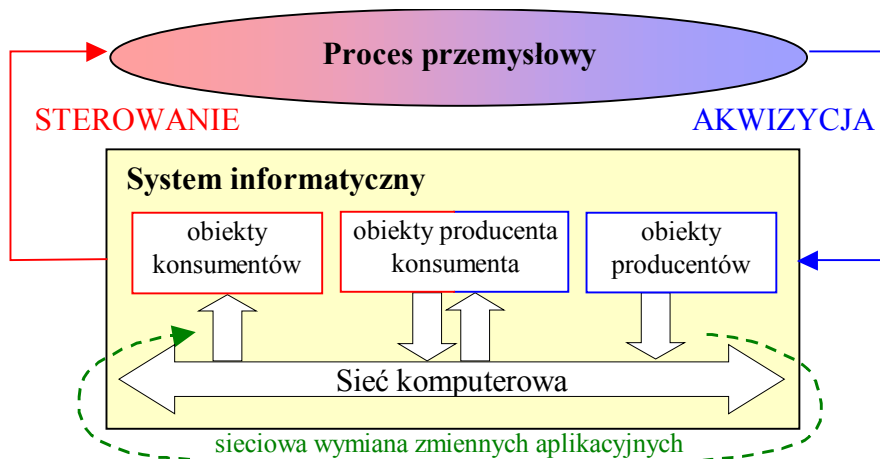 Proces przemysłowy
STEROWANIE
AKWIZYCJA
System informatyczny
obiekty
konsumentów
obiekty producenta
konsumenta
obiekty
producentów
Sieć komputerowa
sieciowa wymiana zmiennych aplikacyjnych